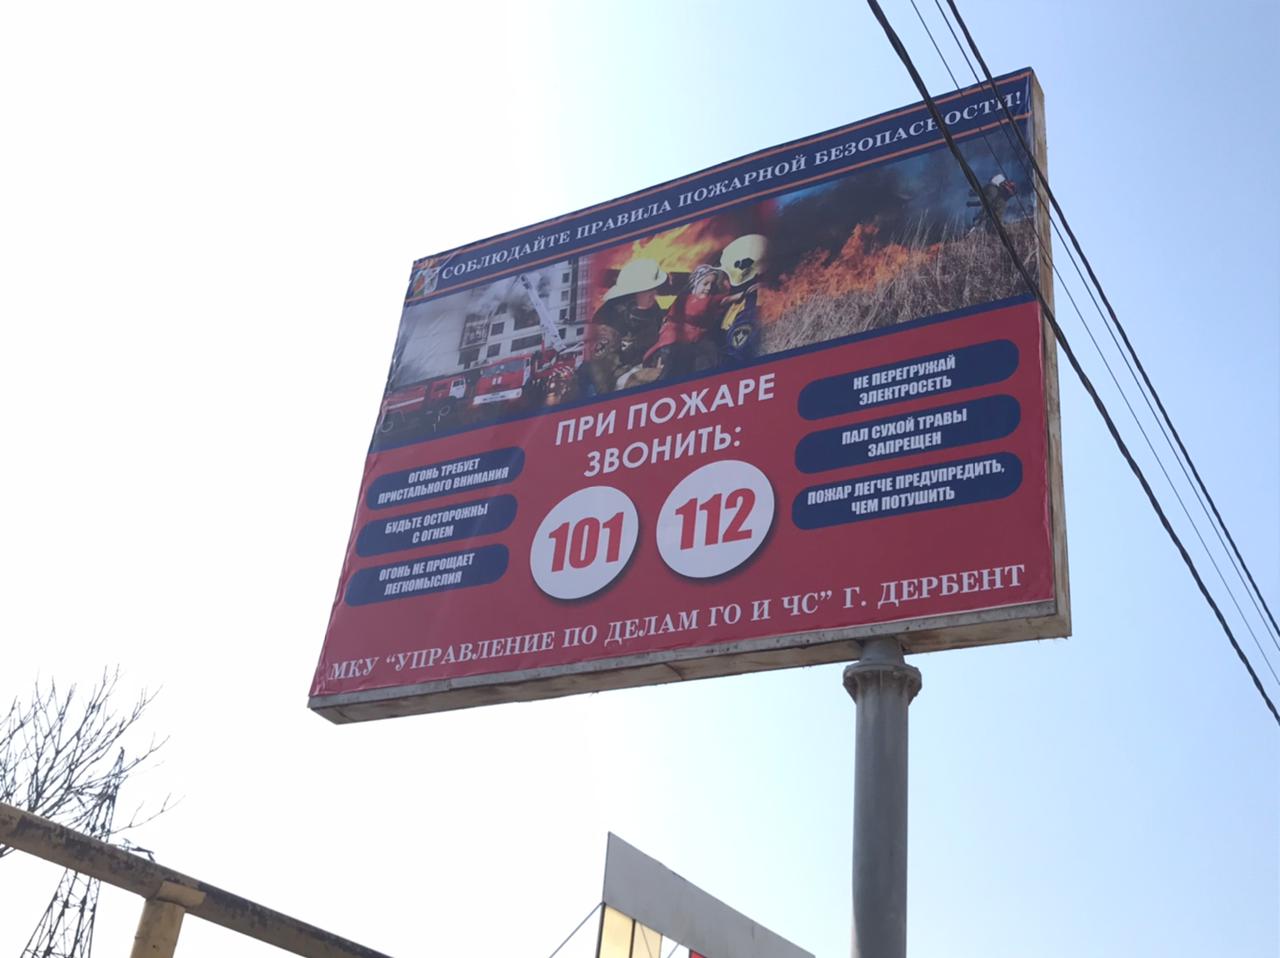 СОБЛЮДАЙТЕ ПРАВИЛА ПОЖАРНОЙ БЕЗОПАСНОСТИ!
ПРИ ПОЖАРЕ
ЗВОНИТЬ:
101 112
ОГОНЬ ТРЕБУЕТ
ПРИСТАЛЬНОГО ВНИМАНИЯ
БУДЬТЕ ОСТОРОЖНЫ
С ОГНЕМ
ОГОНЬ НЕ ПРОЩАЕТ
ЛЕГКОМЫСЛИЯ
НЕ ПЕРЕГРУЖАЙ
ЭЛЕКТРОСЕТЬ
ПАЛ СУХОЙ ТРАВЫ
ЗАПРЕЩЕН
ПОЖАР ЛЕГЧЕ ПРЕДУПРЕДИТЬ,
ЧЕМ ПОТУШИТЬ
МКУ “УПРАВЛЕНИЕ ПО ДЕЛАМ ГО И ЧС” Г. ДЕРБЕНТ